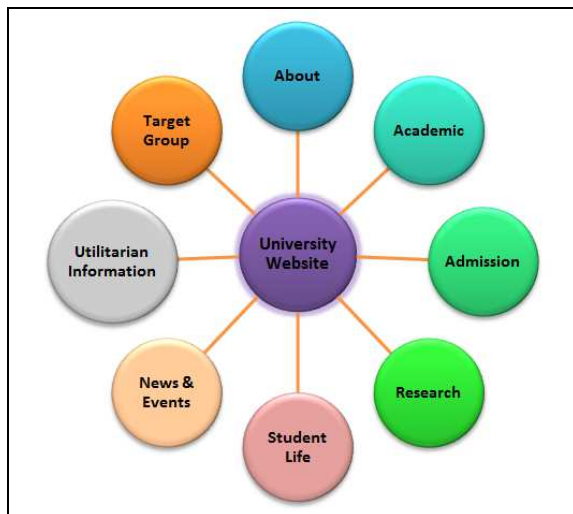 About
Target
Group
Academic
University
Website
Utilitarian
Information
Admission
News &
Events
Research
Student
Life